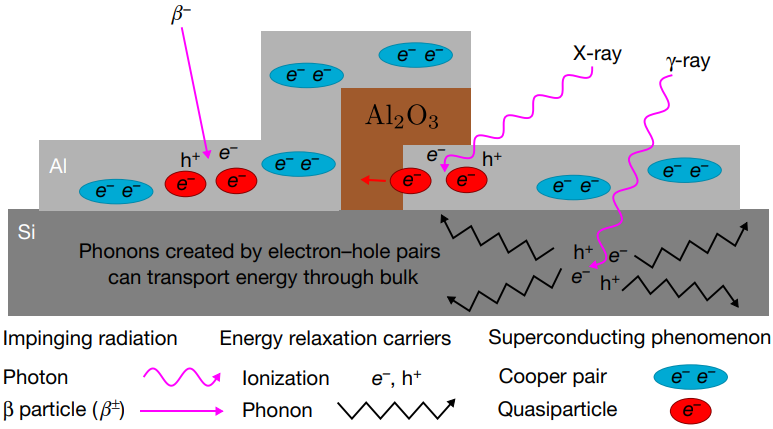 β⁻
X-ray
γ-ray
e⁻ e⁻
e⁻ e⁻
Al₂O₃
Al
h⁺ e⁻
e⁻ e⁻
e⁻ h⁺
e⁻ e⁻
e⁻
e⁻
e⁻
e⁻
e⁻ e⁻
e⁻ e⁻
Si
Phonons created by electron–hole pairs
can transport energy through bulk
h⁺ e⁻
e⁻ h⁺
Impinging radiation Energy relaxation carriers Superconducting phenomenon
Photon Ionization e⁻, h⁺ Cooper pair e⁻ e⁻
β particle (β±) Phonon Quasiparticle e⁻